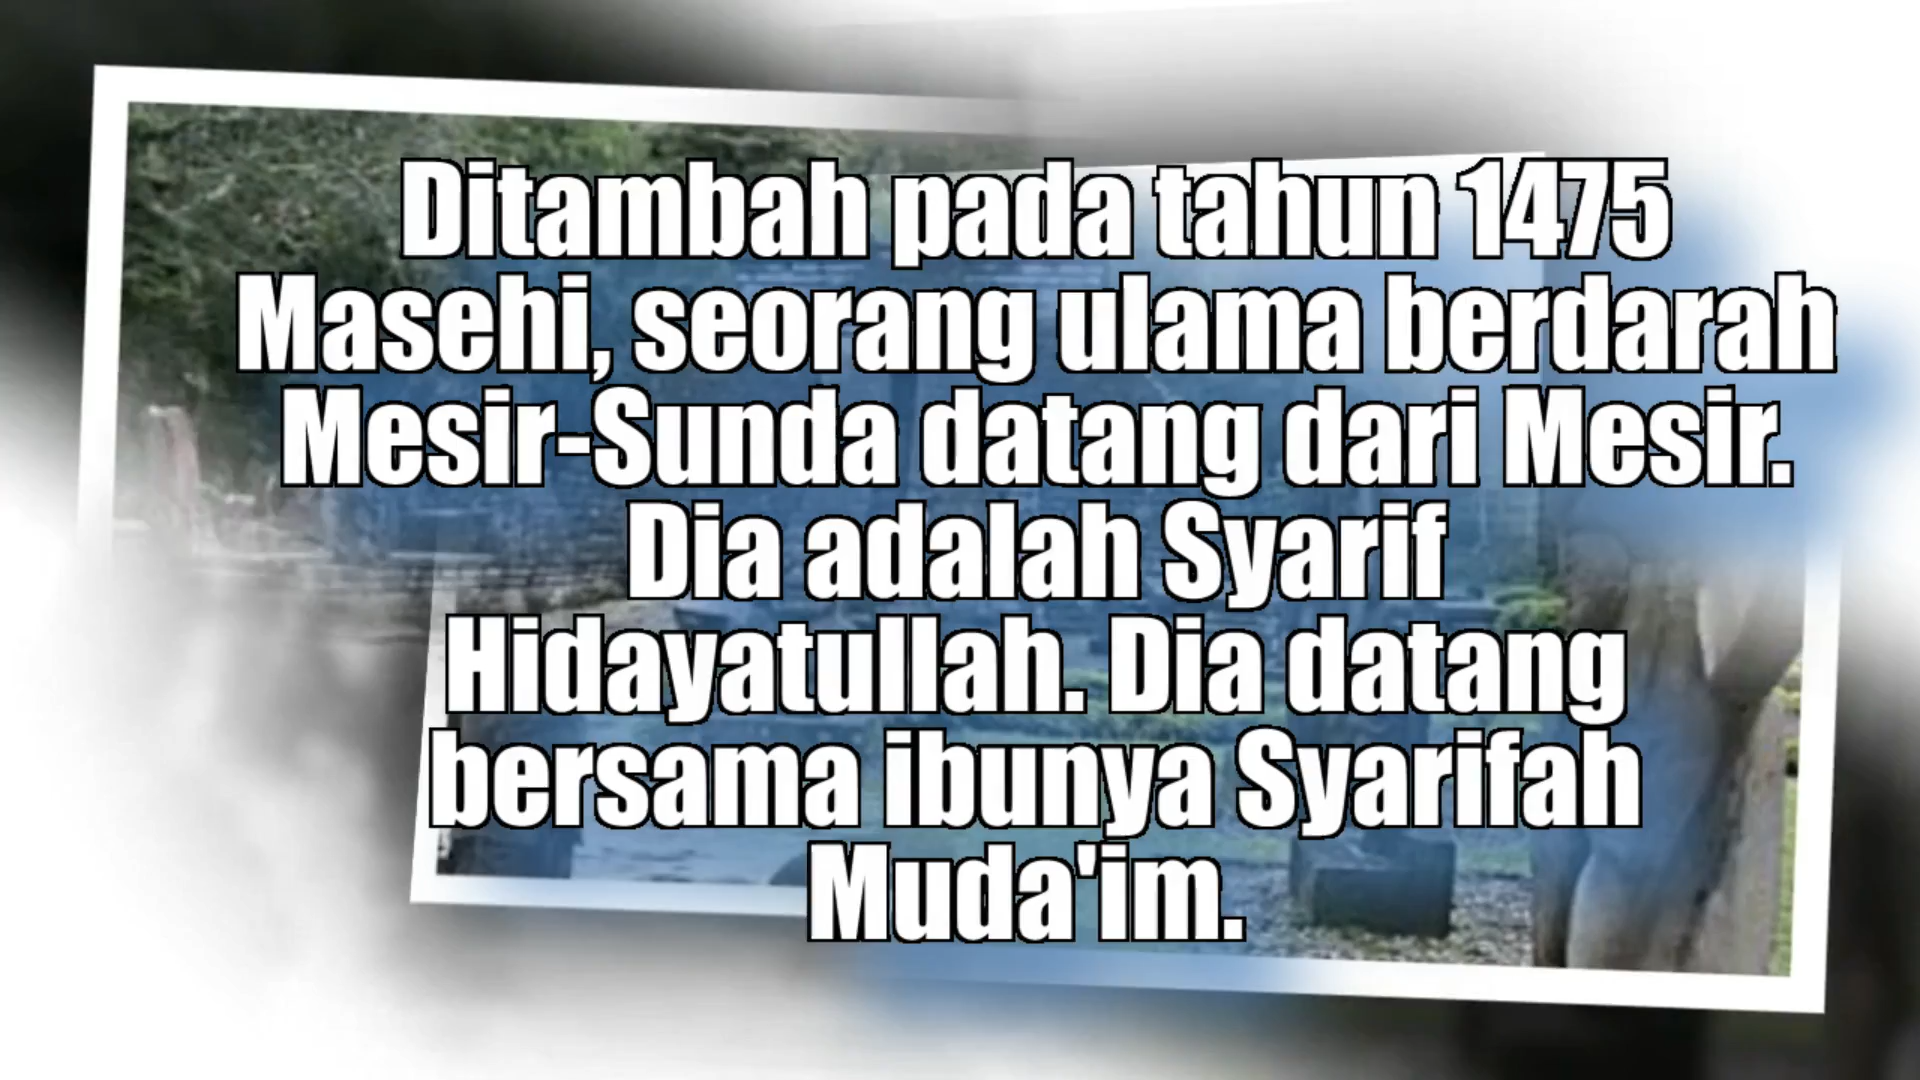 Ditambah pada tahun 1475
Masehi, seorang ulama berdarah
Mesir-Sunda datang dari Mesir.
Dia adalah Syarif
Hidayatullah. Dia datang
bersama ibunya Syarifah
Muda'im.